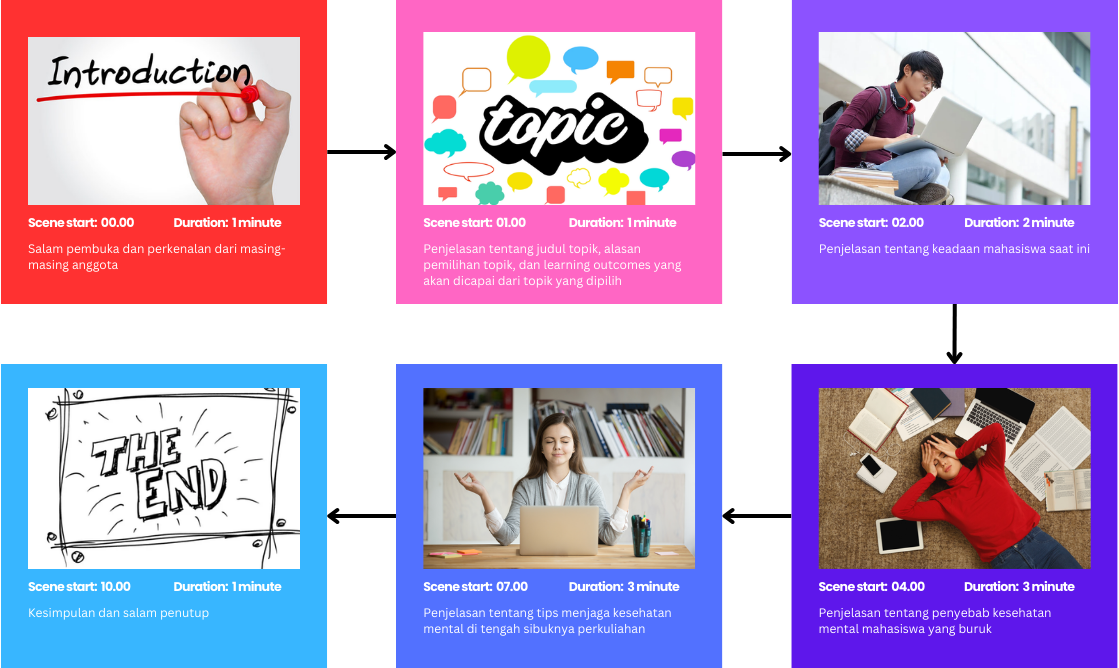 Introduction
Scene start: 00.00 Duration: 1 minute
Salam pembuka dan perkenalan dari masing-
masing anggota
topic
Scene start: 01.00 Duration: 1 minute
Penjelasan tentang judul topik, alasan
pemilihan topik, dan learning outcomes yang
akan dicapai dari topik yang dipilih
Scene start: 02.00 Duration: 2 minute
Penjelasan tentang keadaan mahasiswa saat ini
Scene start: 04.00 Duration: 3 minute
Penjelasan tentang penyebab kesehatan
mental mahasiswa yang buruk
Scene start: 07.00 Duration: 3 minute
Penjelasan tentang tips menjaga kesehatan
mental di tengah sibuknya perkuliahan
THE
END
Scene start: 10.00 Duration: 1 minute
Kesimpulan dan salam penutup